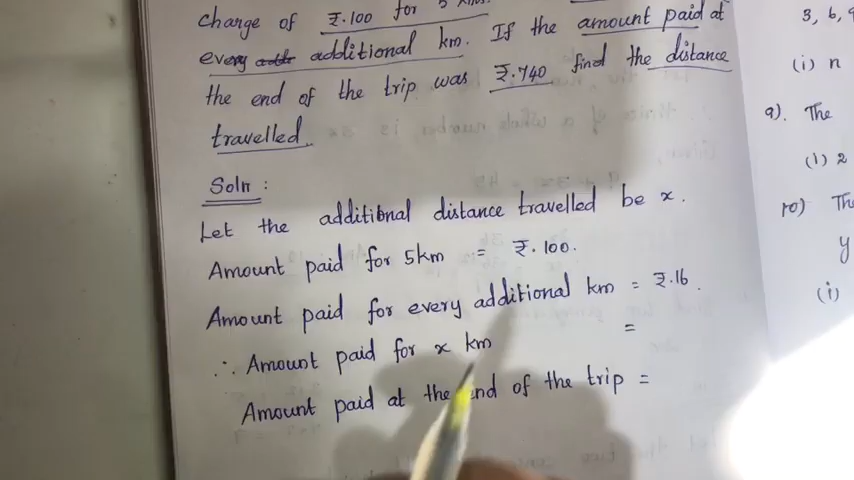 charge of ₹.100 for 5 kms.
every additional km. If the amount paid at
the end of the trip was ₹.740 find the distance
travelled.
Soln :
Let the additional distance travelled be x.
Amount paid for 5km = ₹.100.
Amount paid for every additional km = ₹.16.
∴ Amount paid for x km =
Amount paid at the end of the trip =
3, 6, 9
(i) n
9). The
(i) 2
10) Th
y
(i)